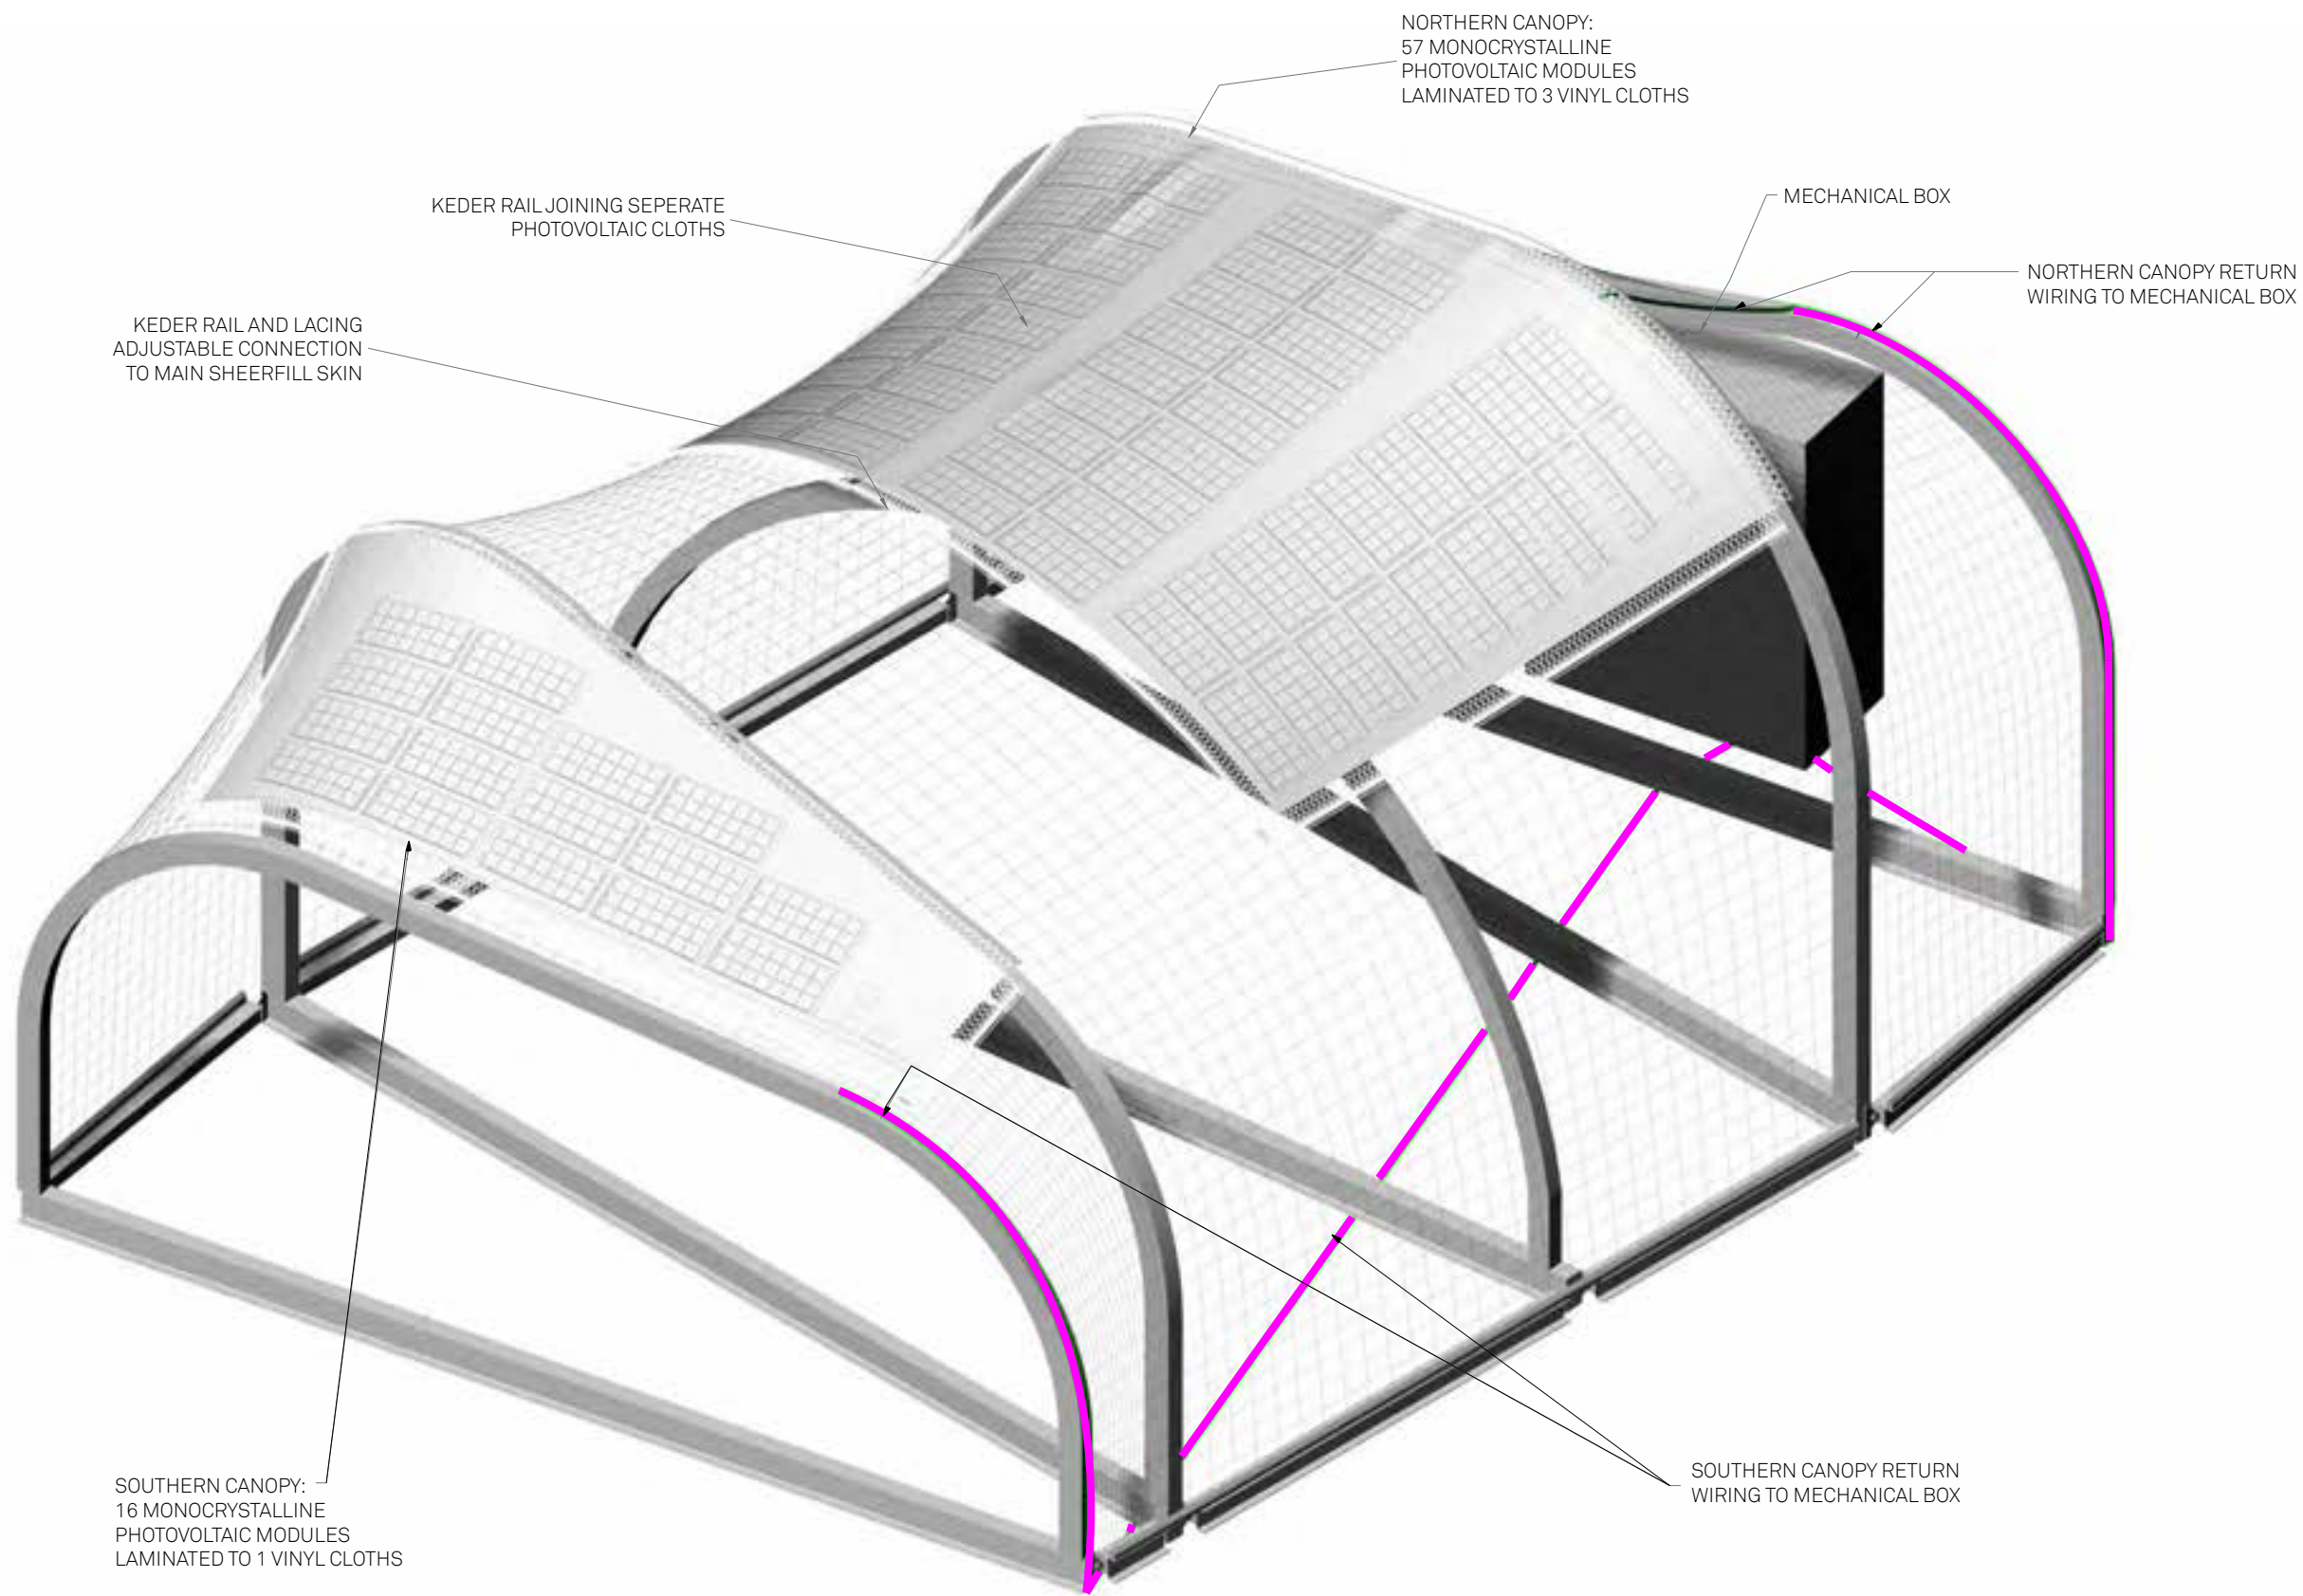 NORTHERN CANOPY:
57 MONOCRYSTALLINE
PHOTOVOLTAIC MODULES
LAMINATED TO 3 VINYL CLOTHS
KEDER RAIL JOINING SEPERATE
PHOTOVOLTAIC CLOTHS
MECHANICAL BOX
NORTHERN CANOPY RETURN
WIRING TO MECHANICAL BOX
KEDER RAIL AND LACING
ADJUSTABLE CONNECTION
TO MAIN SHEERFILL SKIN
SOUTHERN CANOPY RETURN
WIRING TO MECHANICAL BOX
SOUTHERN CANOPY:
16 MONOCRYSTALLINE
PHOTOVOLTAIC MODULES
LAMINATED TO 1 VINYL CLOTHS